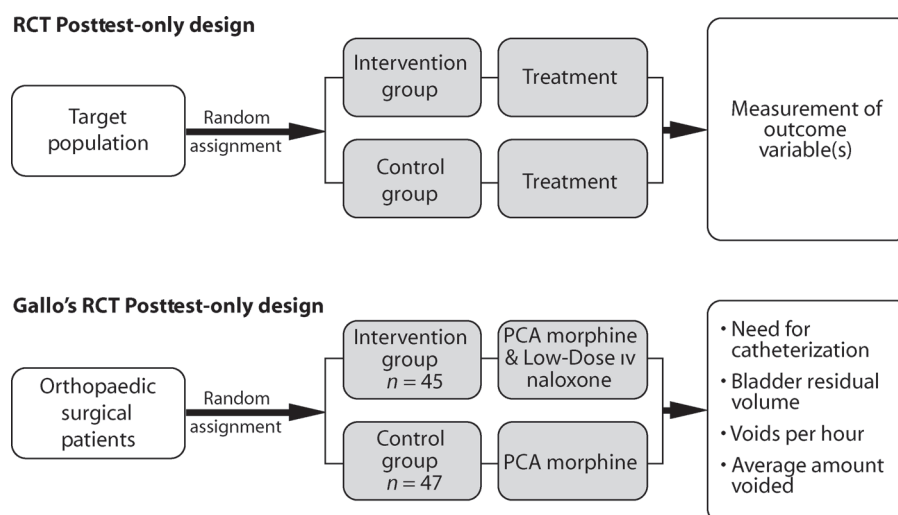 RCT Posttest-only design
Target
population
Random
assignment
Intervention
group
Treatment
Control
group
Treatment
Measurement of
outcome
variable(s)
Gallo's RCT Posttest-only design
Orthopaedic
surgical
patients
Random
assignment
Intervention
group
n = 45
PCA morphine
& Low-Dose IV
naloxone
Control
group
n = 47
PCA morphine
• Need for
catheterization
• Bladder residual
volume
• Voids per hour
• Average amount
voided